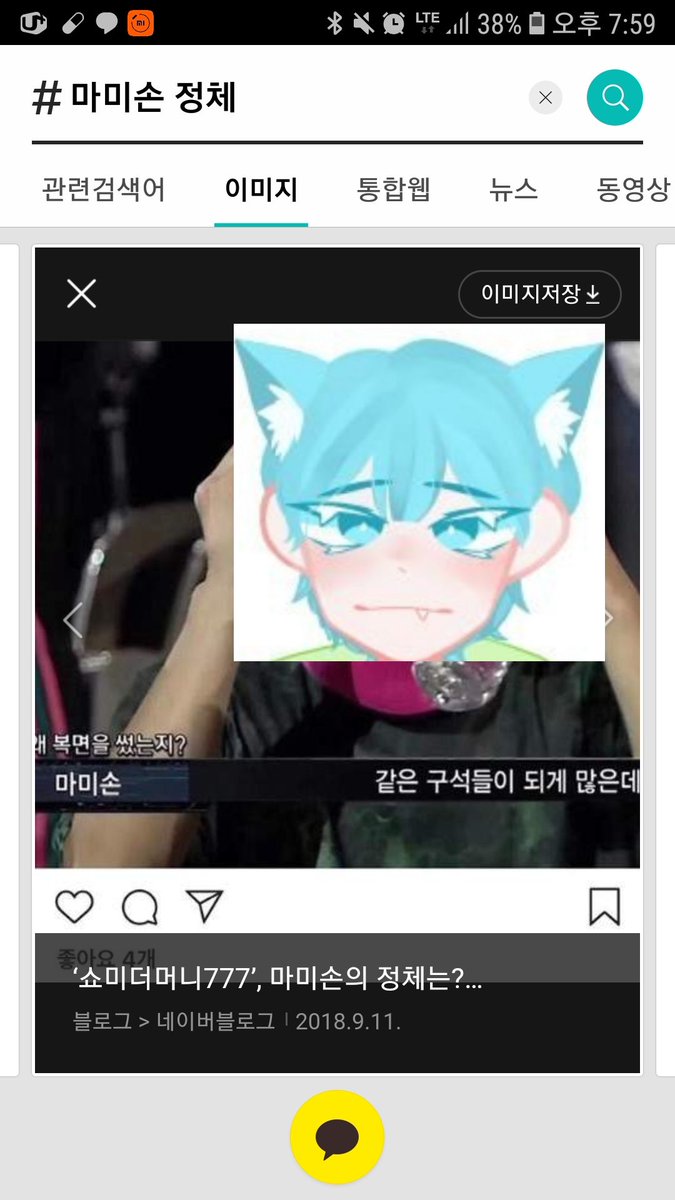 LTE 38% 오후 7:59
# 마미손 정체
관련검색어 이미지 통합웹 뉴스 동영상
이미지저장
복면을 썼는지?
마미손 같은 구석들이 되게 많은데
좋아요 4개
‘쇼미더머니777’, 마미손의 정체는?...
블로그 > 네이버블로그 | 2018.9.11.